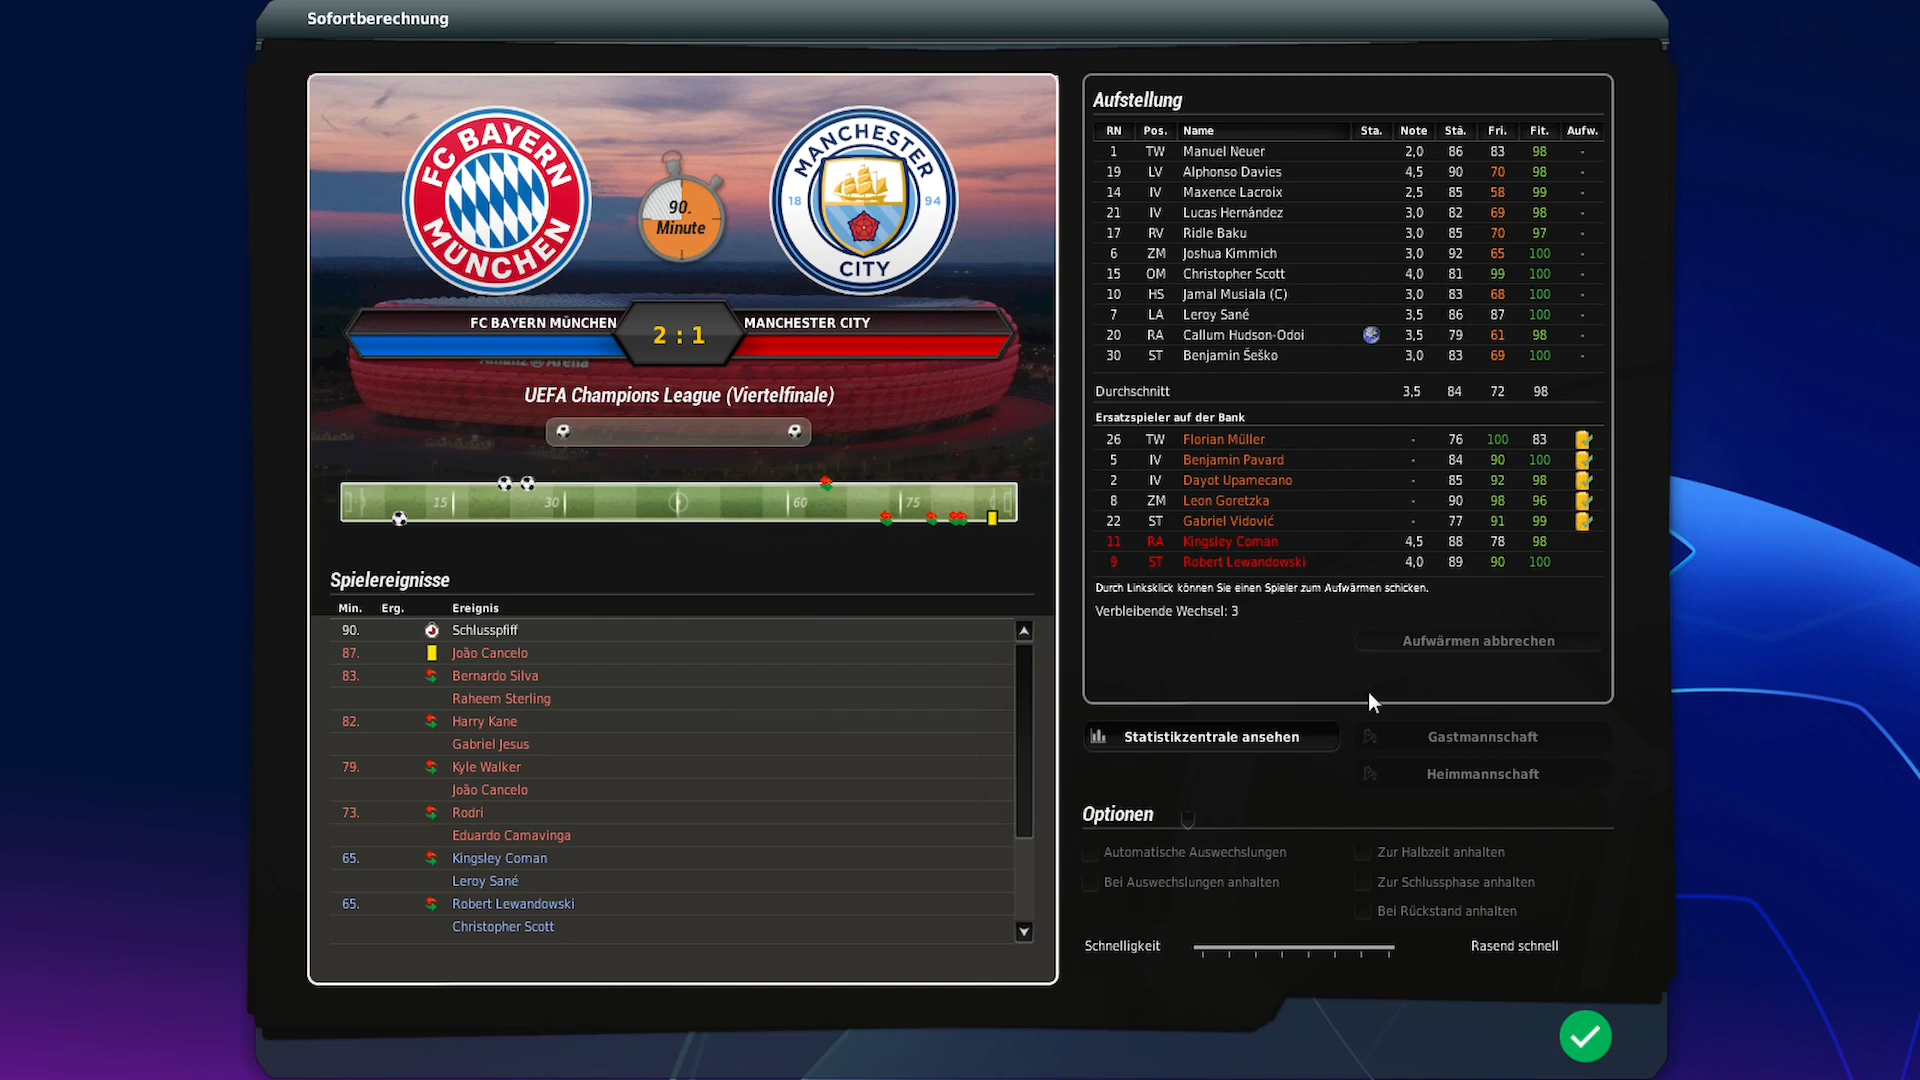 Sofortberechnung
FC BAYERN MÜNCHEN
90. Minute
MANCHESTER CITY
18 94
FC BAYERN MÜNCHEN 2 : 1 MANCHESTER CITY
Allianz Arena
UEFA Champions League (Viertelfinale)
15 30 60 75
Spielereignisse
Min. Erg. Ereignis
90. Schlusspfiff
87. João Cancelo
83. Bernardo Silva
Raheem Sterling
82. Harry Kane
Gabriel Jesus
79. Kyle Walker
João Cancelo
73. Rodri
Eduardo Camavinga
65. Kingsley Coman
Leroy Sané
65. Robert Lewandowski
Christopher Scott
Aufstellung
RN Pos. Name Sta. Note Stä. Fri. Fit. Aufw.
1 TW Manuel Neuer 2,0 86 83 98 -
19 LV Alphonso Davies 4,5 90 70 98 -
14 IV Maxence Lacroix 2,5 85 58 99 -
21 IV Lucas Hernández 3,0 82 69 98 -
17 RV Ridle Baku 3,0 85 70 97 -
6 ZM Joshua Kimmich 3,0 92 65 100 -
15 OM Christopher Scott 4,0 81 99 100 -
10 HS Jamal Musiala (C) 3,0 83 68 100 -
7 LA Leroy Sané 3,5 86 87 100 -
20 RA Callum Hudson-Odoi 3,5 79 61 98 -
30 ST Benjamin Šeško 3,0 83 69 100 -
Durchschnitt 3,5 84 72 98
Ersatzspieler auf der Bank
26 TW Florian Müller - 76 100 83
5 IV Benjamin Pavard - 84 90 100
2 IV Dayot Upamecano - 85 92 98
8 ZM Leon Goretzka - 90 98 96
22 ST Gabriel Vidović - 77 91 99
11 RA Kingsley Coman 4,5 88 78 98
9 ST Robert Lewandowski 4,0 89 90 100
Durch Linksklick können Sie einen Spieler zum Aufwärmen schicken.
Verbleibende Wechsel: 3
Aufwärmen abbrechen
Statistikzentrale ansehen
Gastmannschaft
Heimmannschaft
Optionen
Automatische Auswechslungen
Zur Halbzeit anhalten
Bei Auswechslungen anhalten
Zur Schlussphase anhalten
Bei Rückstand anhalten
Schnelligkeit Rasend schnell